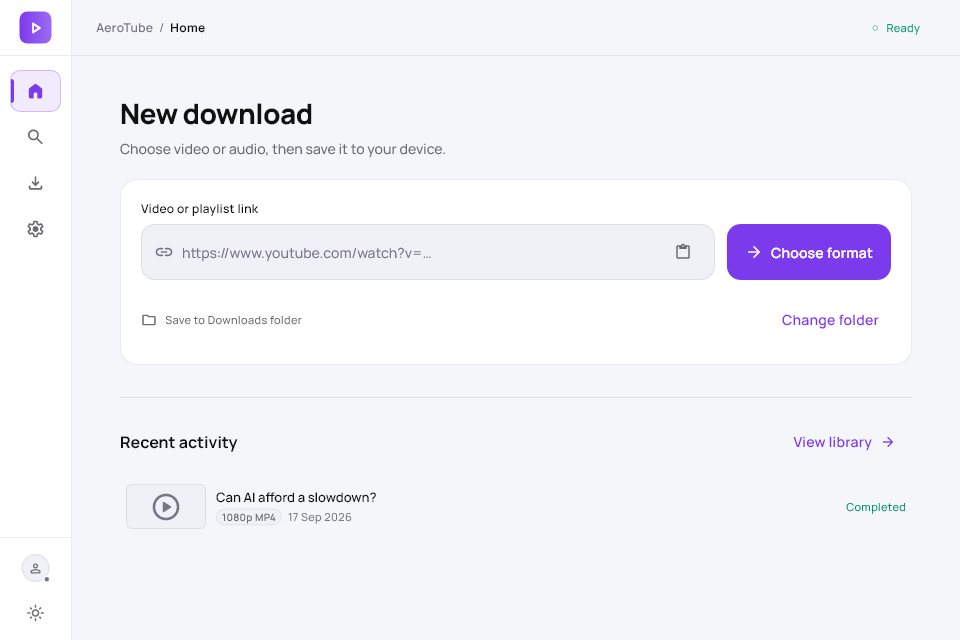 AeroTube / Home
Ready
New download
Choose video or audio, then save it to your device.
Video or playlist link
https://www.youtube.com/watch?v=…
Choose format
Save to Downloads folder
Change folder
Recent activity
View library
Can AI afford a slowdown?
1080p MP4 17 Sep 2026
Completed